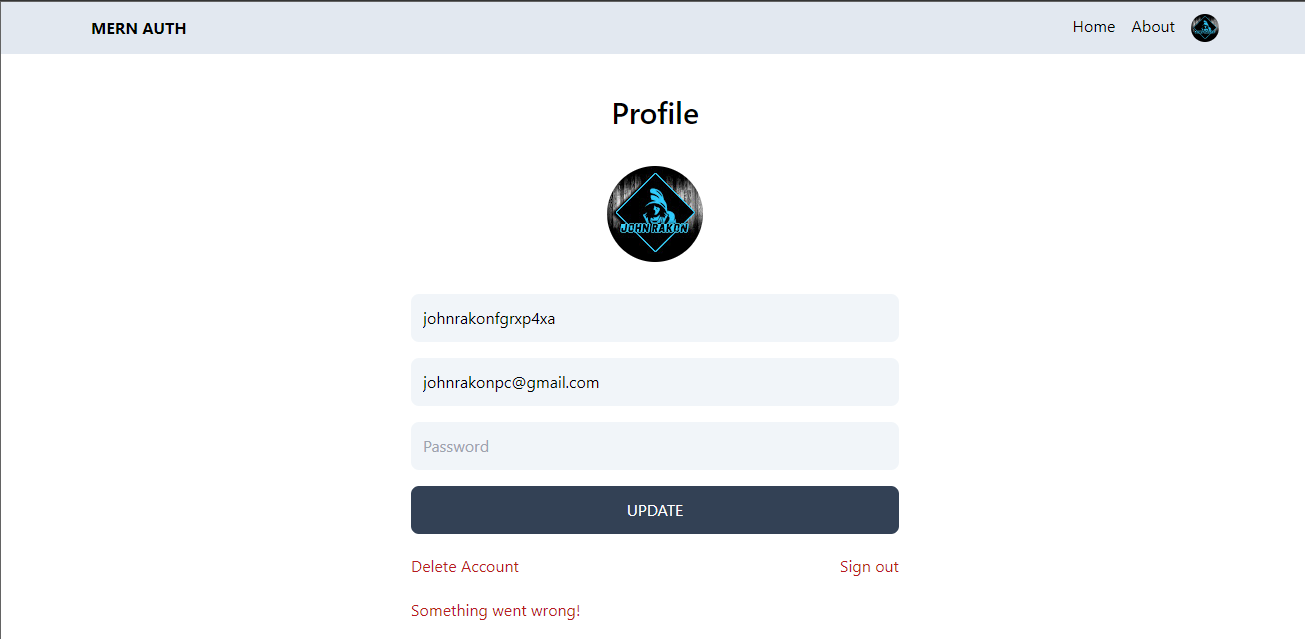 MERN AUTH
Home About
Profile
JOHN RAKON
johnrakonfgrxp4xa
johnrakonpc@gmail.com
Password
UPDATE
Delete Account
Sign out
Something went wrong!